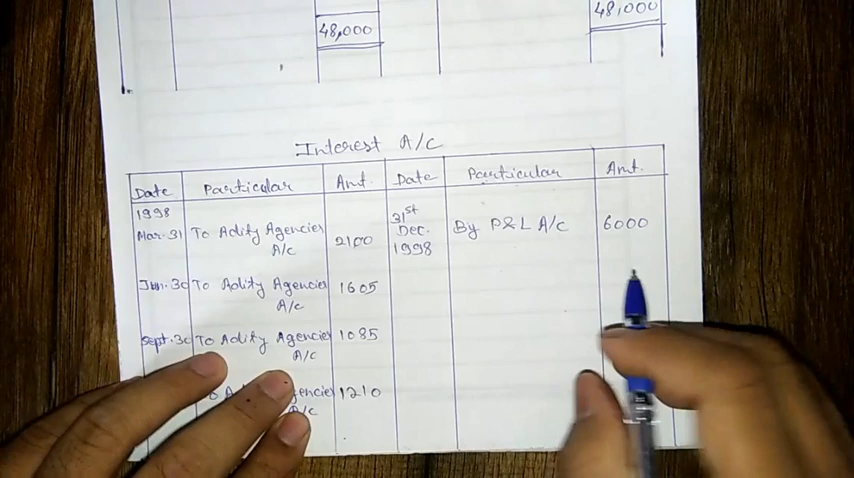 48,000
48,000
Interest A/C
Date Particular Amt. Date Particular Amt.
1998
Mar.31 To Adity Agencies A/c 2100
31st Dec. 1998 By P&L A/c 6000
Jun.30 To Adity Agencies A/c 1605
Sept.30 To Adity Agencies A/c 1085
Agencies A/c 1210